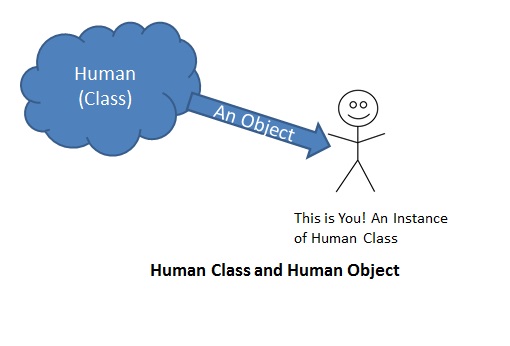 Human
(Class)
An Object
This is You! An Instance
of Human Class
Human Class and Human Object